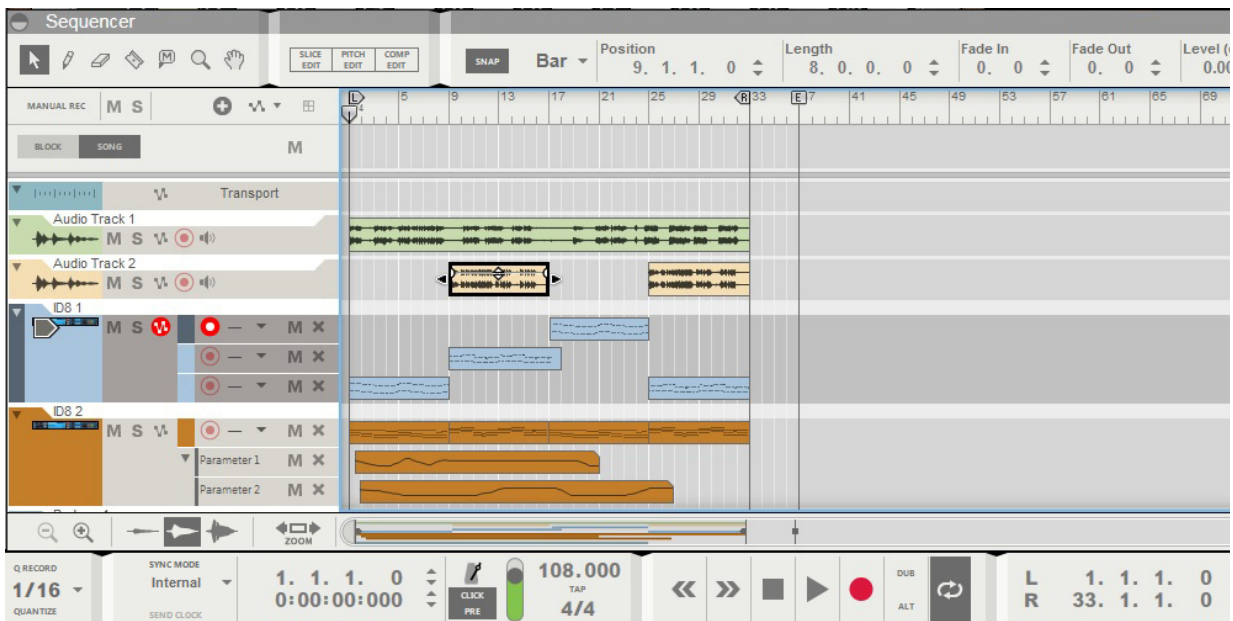 Sequencer
SLICE EDIT PITCH EDIT COMP EDIT
SNAP Bar
Position 9. 1. 1. 0
Length 8. 0. 0. 0
Fade In 0. 0
Fade Out 0. 0
0.00
MANUAL REC M S
L 5 9 13 17 21 25 29 R 33 E 37 41 45 49 53 57 61 65 69
4
BLOCK SONG M
Transport
Audio Track 1
M S
Audio Track 2
M S
ID8 1
M S M
M
M
ID8 2
M S M
Parameter 1 M
Parameter 2 M
ZOOM
Q RECORD
1/16
QUANTIZE
SYNC MODE
Internal
SEND CLOCK
1. 1. 1. 0
0:00:00:000
CLICK
PRE
108.000
TAP
4/4
DUB
ALT
L 1. 1. 1. 0
R 33. 1. 1. 0